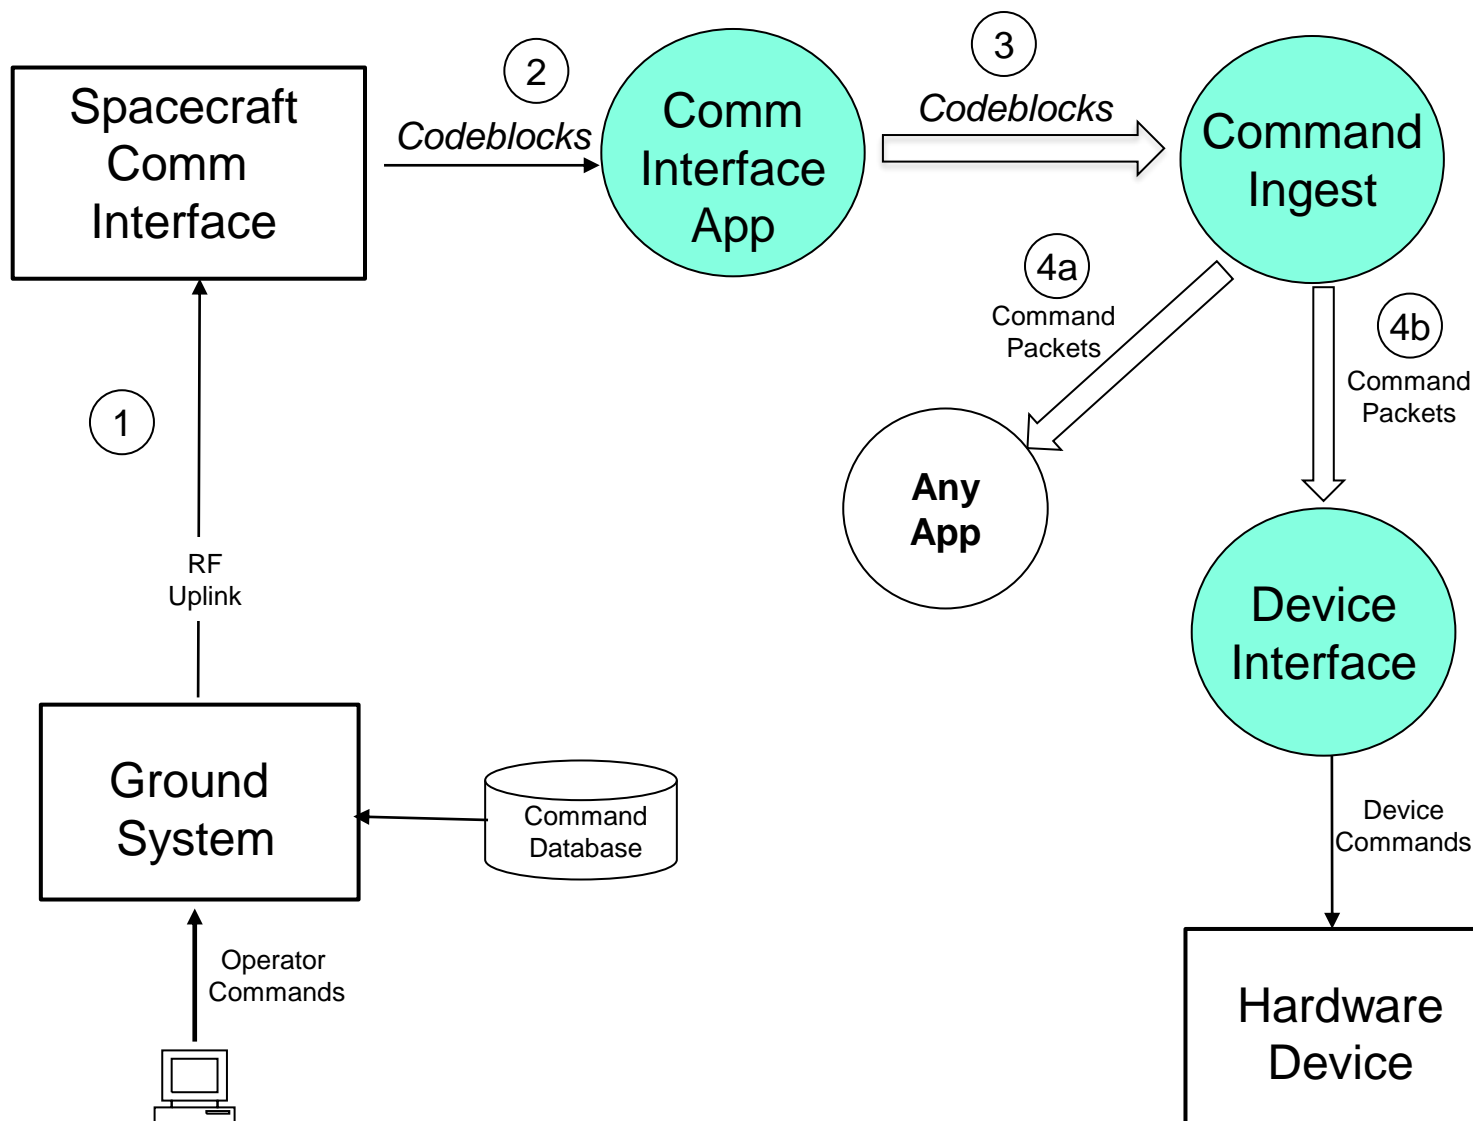 Spacecraft
Comm
Interface
2
Codeblocks
Comm
Interface
App
3
Codeblocks
Command
Ingest
4a
Command
Packets
4b
Command
Packets
1
Any
App
RF
Uplink
Device
Interface
Ground
System
Command
Database
Device
Commands
Operator
Commands
Hardware
Device